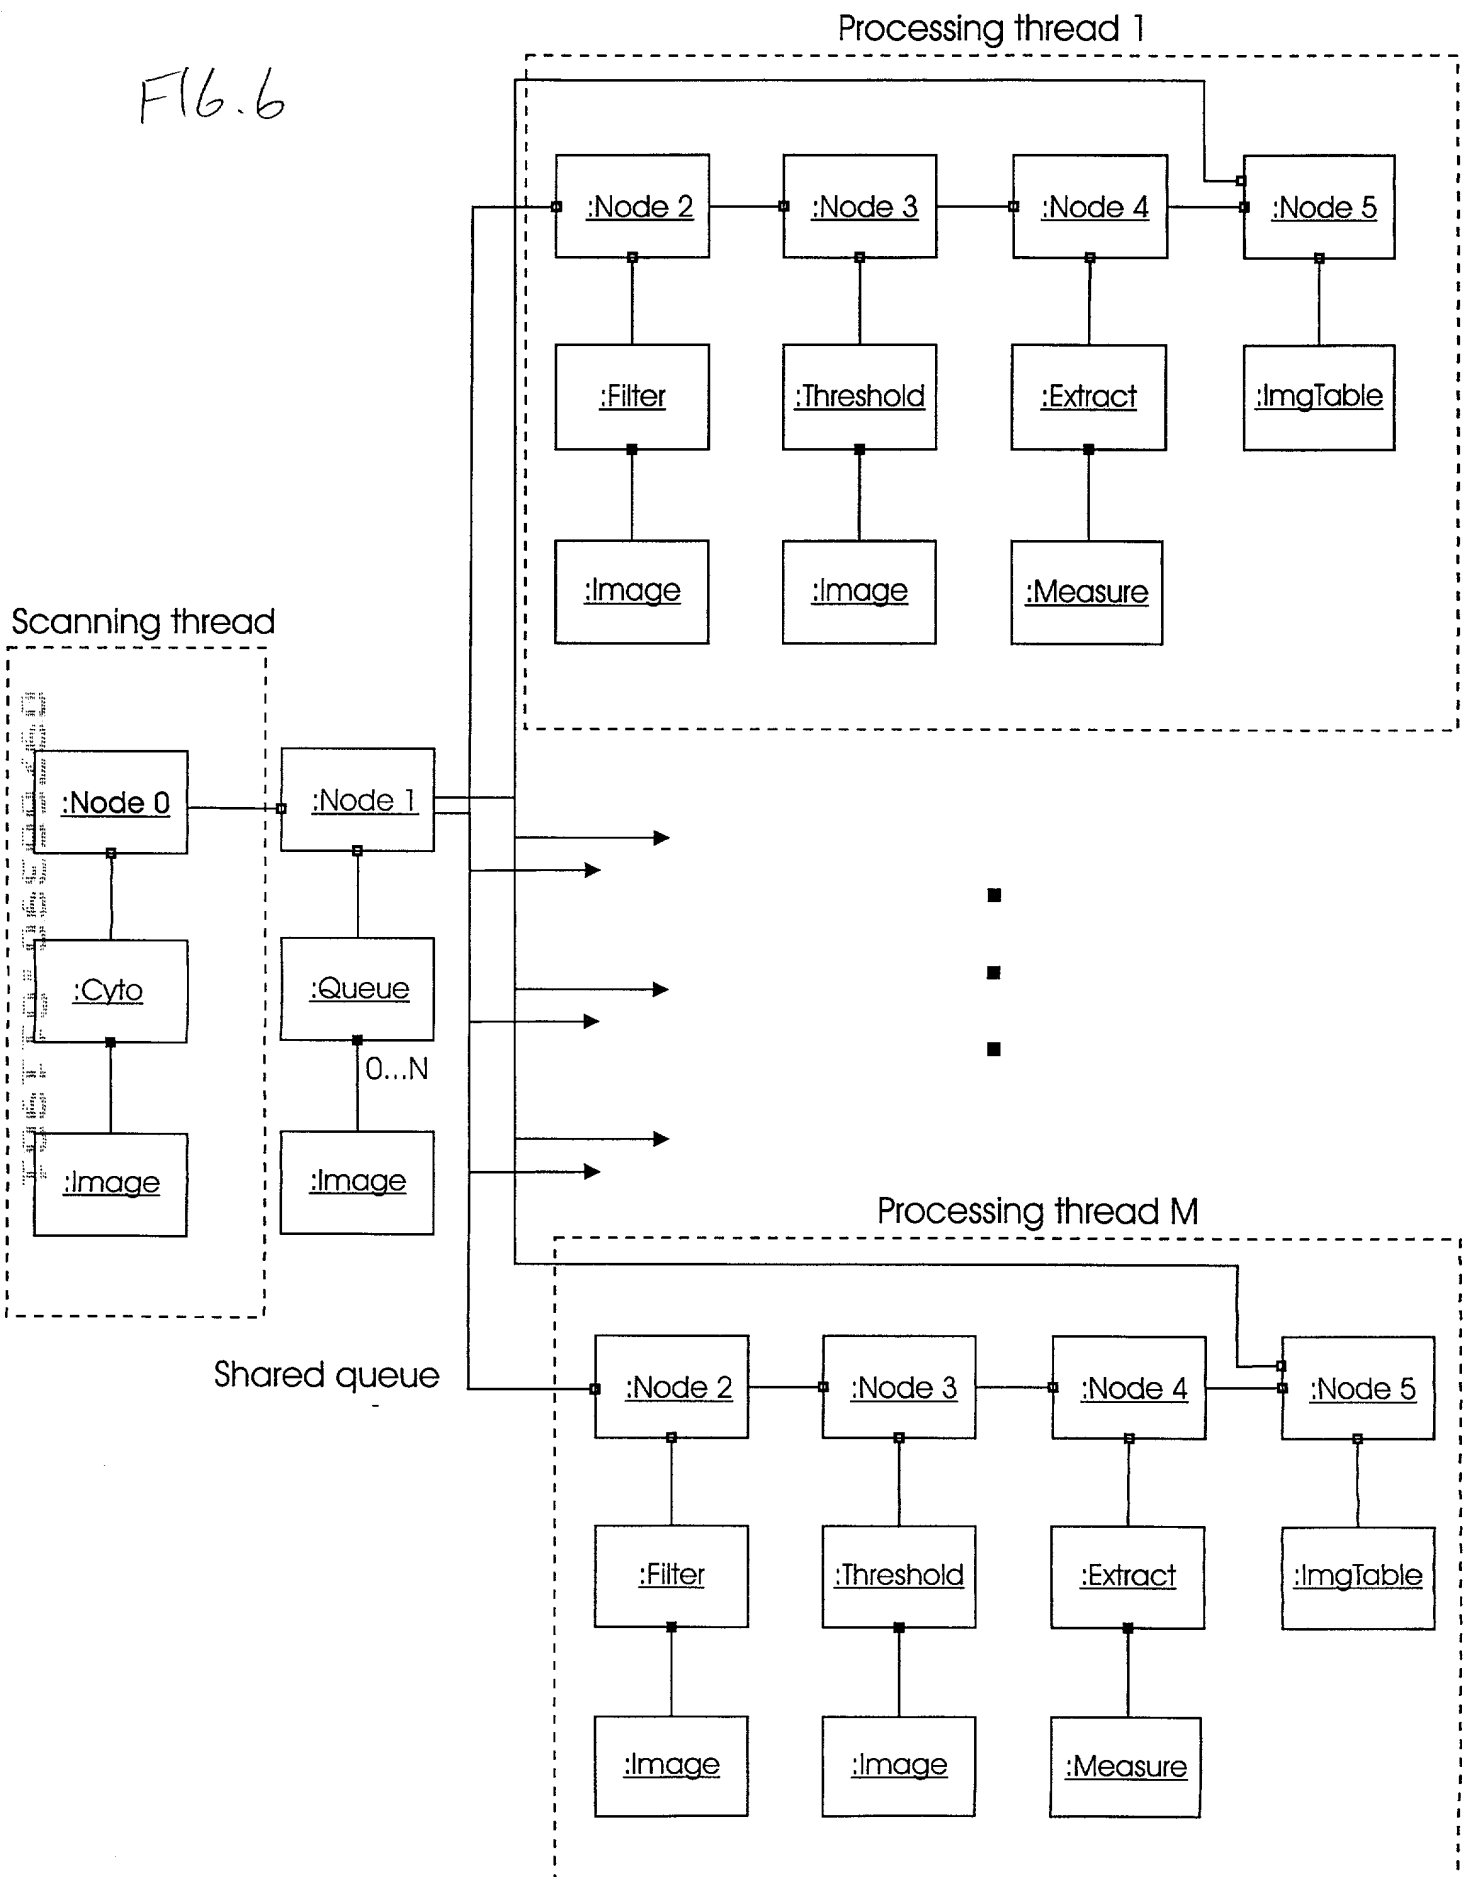 FIG.6
Processing thread 1
:Node 2
:Node 3
:Node 4
:Node 5
:Filter
:Threshold
:Extract
:ImgTable
:Image
:Image
:Measure
Scanning thread
:Node 0
:Node 1
:Cyto
:Queue
0...N
:Image
:Image
Shared queue
Processing thread M
:Node 2
:Node 3
:Node 4
:Node 5
:Filter
:Threshold
:Extract
:ImgTable
:Image
:Image
:Measure